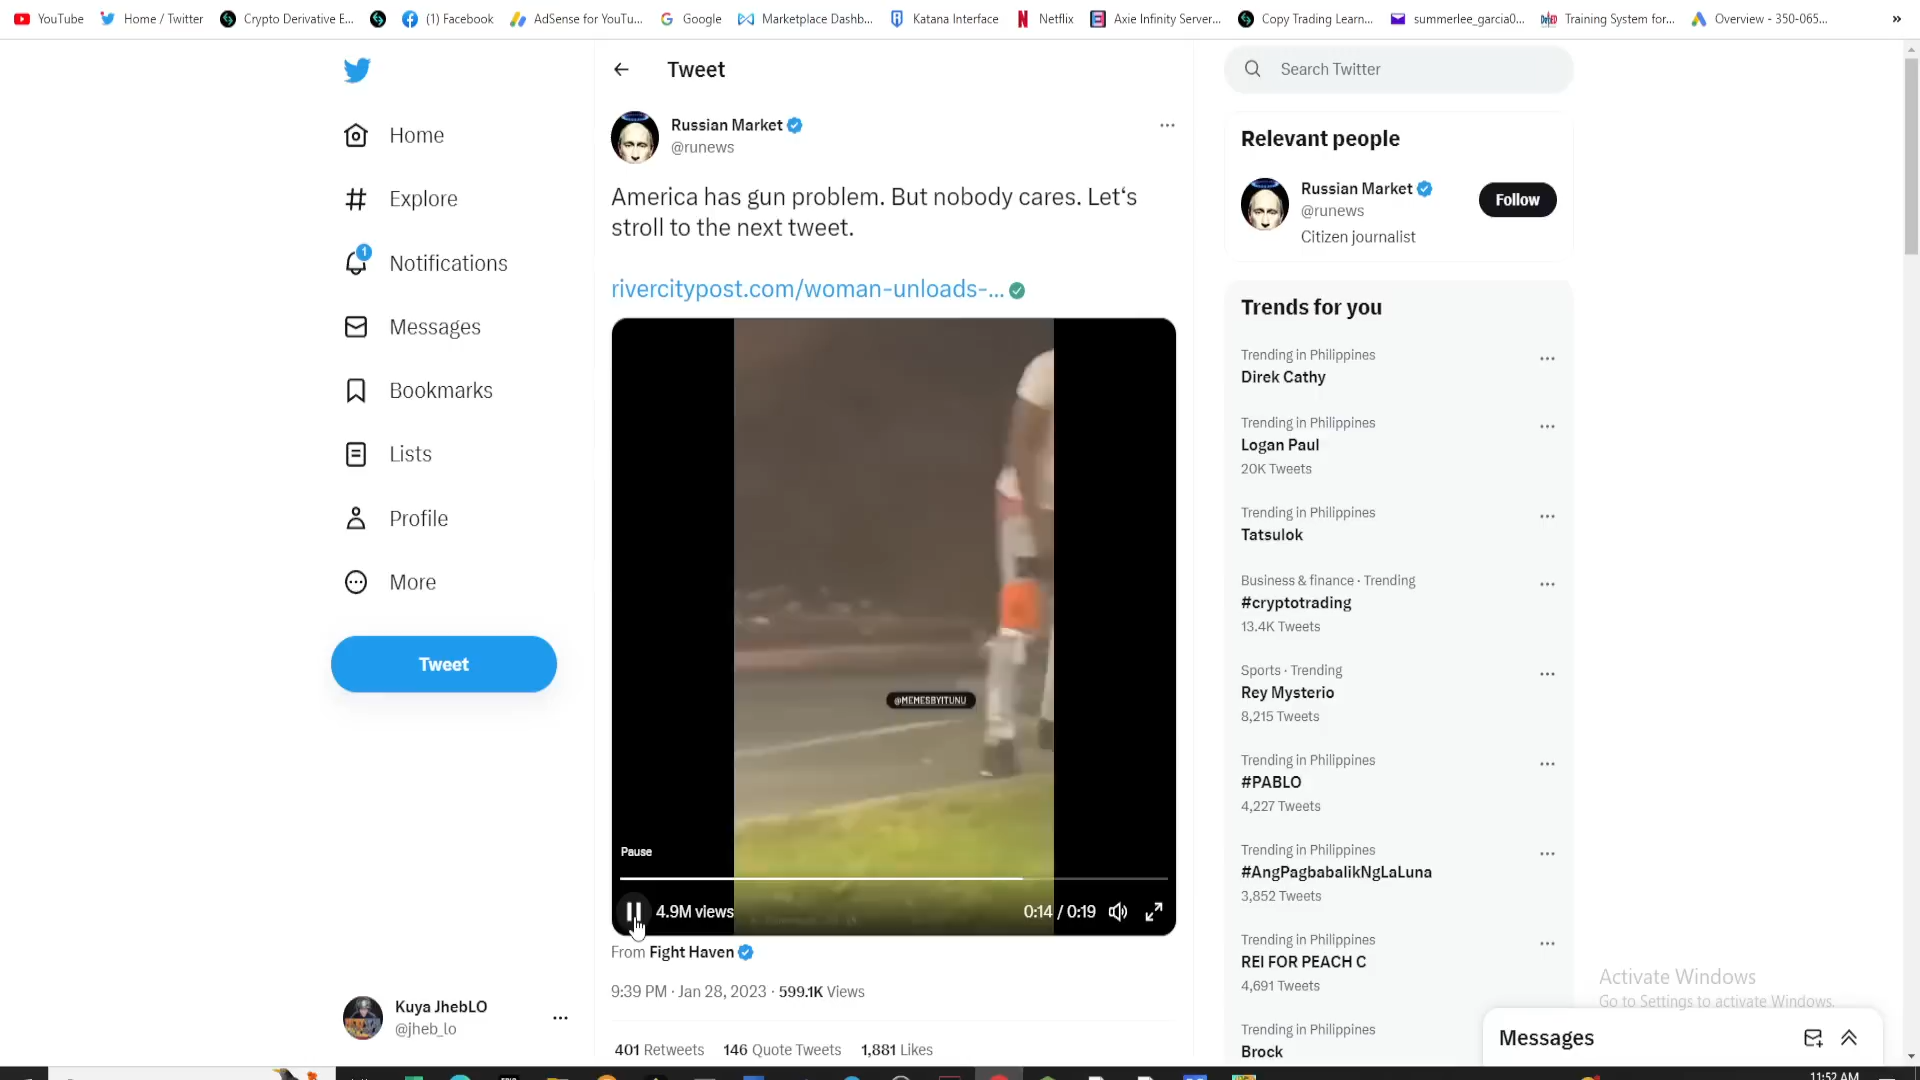 YouTube
Home / Twitter
Crypto Derivative E...
(1) Facebook
AdSense for YouTu...
Google
Marketplace Dashb...
Katana Interface
Netflix
Axie Infinity Server...
Copy Trading Learn...
summerlee_garcia0...
Training System for...
Overview - 350-065...
»
Tweet
Search Twitter
Home
Explore
1
Notifications
Messages
Bookmarks
Lists
Profile
More
Tweet
Kuya JhebLO
@jheb_lo
Russian Market
@runews
America has gun problem. But nobody cares. Let‘s
stroll to the next tweet.
rivercitypost.com/woman-unloads-...
@MEMESBYITUNU
Pause
4.9M views
0:14 / 0:19
From Fight Haven
9:39 PM · Jan 28, 2023 · 599.1K Views
401 Retweets 146 Quote Tweets 1,881 Likes
Relevant people
Russian Market
@runews
Follow
Citizen journalist
Trends for you
Trending in Philippines
Direk Cathy
Trending in Philippines
Logan Paul
20K Tweets
Trending in Philippines
Tatsulok
Business & finance · Trending
#cryptotrading
13.4K Tweets
Sports · Trending
Rey Mysterio
8,215 Tweets
Trending in Philippines
#PABLO
4,227 Tweets
Trending in Philippines
#AngPagbabalikNgLaLuna
3,852 Tweets
Trending in Philippines
REI FOR PEACH C
4,691 Tweets
Trending in Philippines
Brock
Activate Windows
Go to Settings to activate Windows.
Messages
11:52 AM